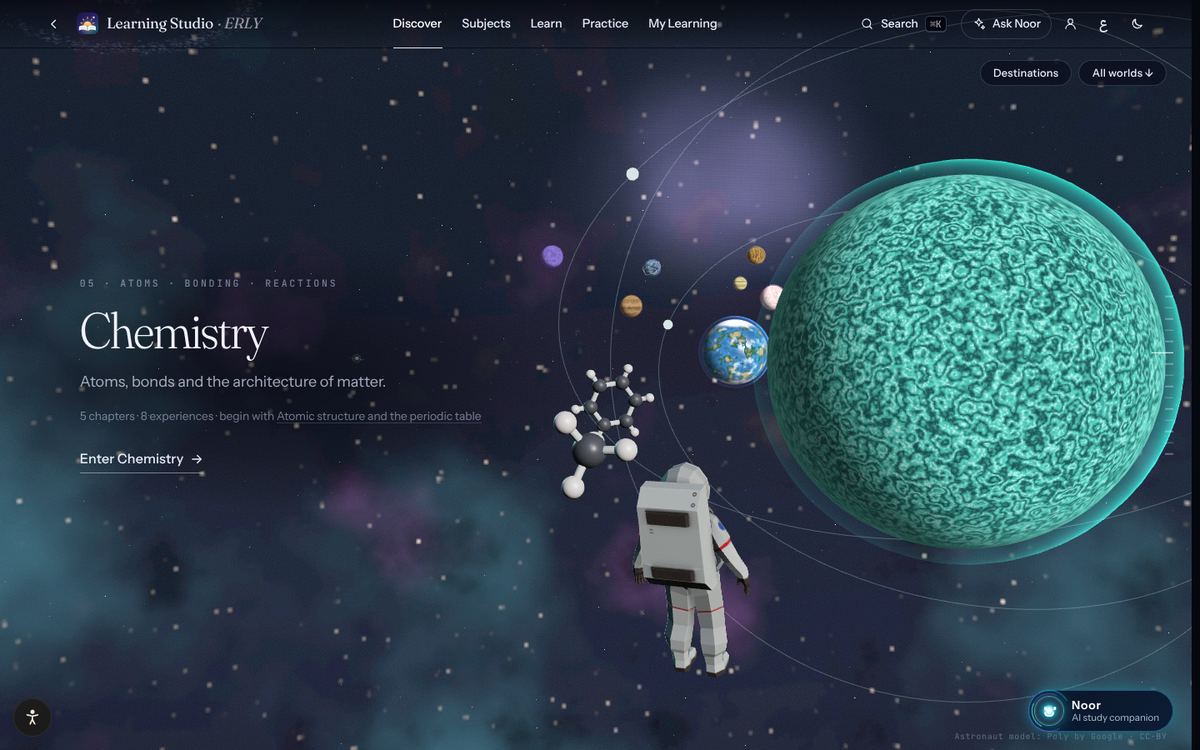 Learning Studio · ERLY
Discover
Subjects
Learn
Practice
My Learning
Search ⌘K
Ask Noor
ع
Destinations
All worlds ↓
05 · ATOMS · BONDING · REACTIONS
Chemistry
Atoms, bonds and the architecture of matter.
5 chapters · 8 experiences · begin with Atomic structure and the periodic table
Enter Chemistry →
Noor
AI study companion
Astronaut model: Poly by Google · CC-BY